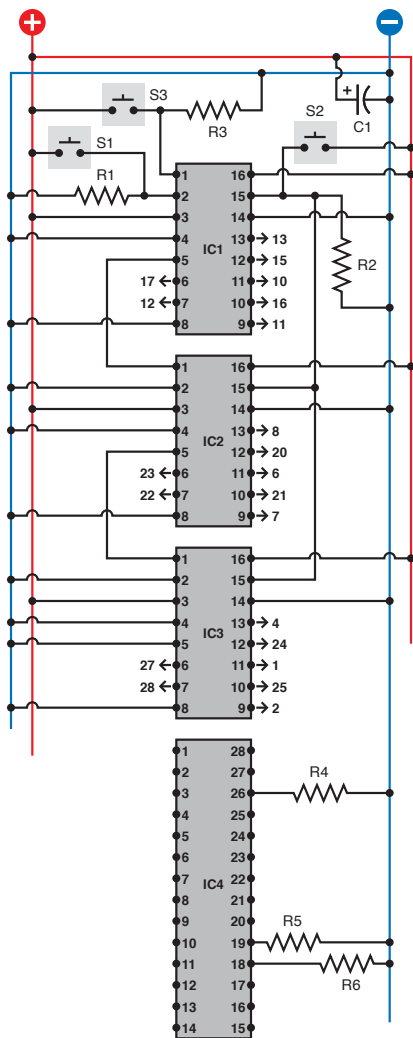 + −
S3
+
R3
S2
C1
S1
R1
1 16
2 15
3 14
4 13 → 13
IC1
5 12 → 15
R2
17 ← 6 11 → 10
12 ← 7 10 → 16
8 9 → 11
1 16
2 15
3 14
4 13 → 8
IC2
5 12 → 20
23 ← 6 11 → 6
22 ← 7 10 → 21
8 9 → 7
1 16
2 15
3 14
4 13 → 4
IC3
5 12 → 24
27 ← 6 11 → 1
28 ← 7 10 → 25
8 9 → 2
1 28
2 27
R4
3 26
4 25
5 24
6 23
7 22
IC4
8 21
9 20
R5
10 19
11 18
R6
12 17
13 16
14 15